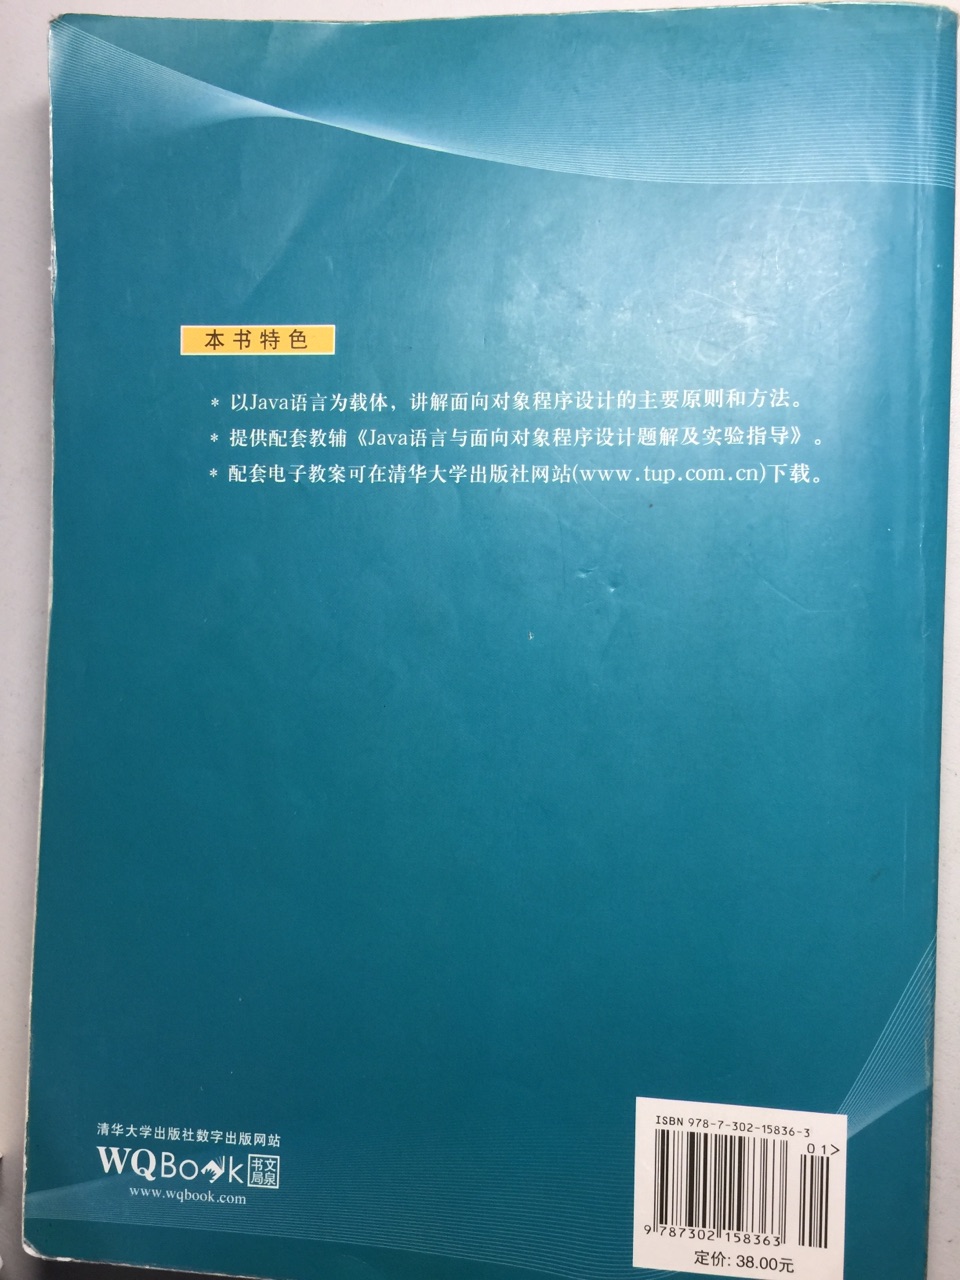 本书特色
* 以Java语言为载体，讲解面向对象程序设计的主要原则和方法。
* 提供配套教辅《Java语言与面向对象程序设计题解及实验指导》。
* 配套电子教案可在清华大学出版社网站(www.tup.com.cn)下载。
清华大学出版社数字出版网站
WQBook 文泉书局
www.wqbook.com
ISBN 978-7-302-15836-3
01>
9 787302 158363
定价: 38.00元